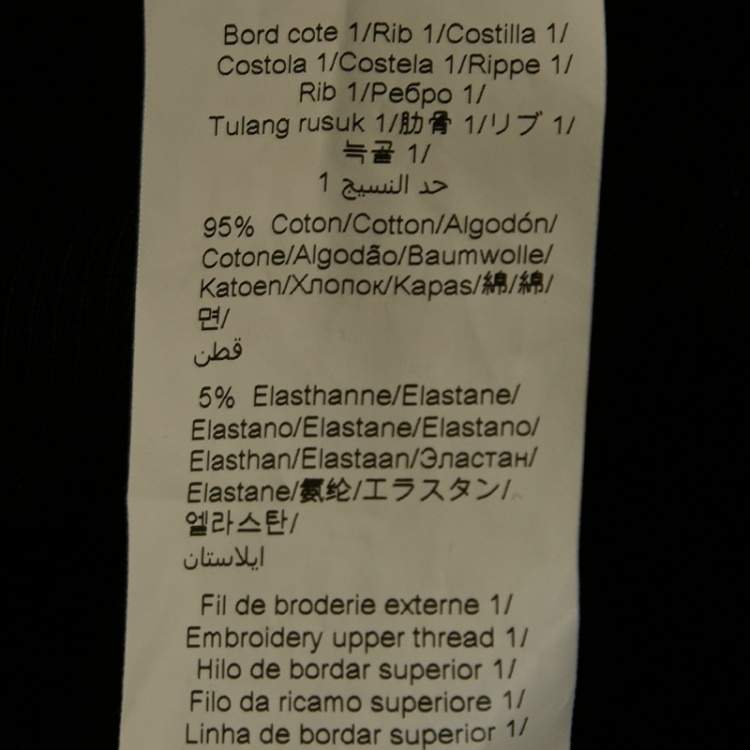 Bord cote 1/Rib 1/Costilla 1/
Costola 1/Costela 1/Rippe 1/
Rib 1/Ребро 1/
Tulang rusuk 1/肋骨 1/リブ 1/
늑골 1/
حد النسيج 1
95% Coton/Cotton/Algodón/
Cotone/Algodão/Baumwolle/
Katoen/Хлопок/Kapas/綿/綿/
면/
قطن
5% Elasthanne/Elastane/
Elastano/Elastane/Elastano/
Elasthan/Elastaan/Эластан/
Elastane/氨纶/エラスタン/
엘라스탄/
ايلاستان
Fil de broderie externe 1/
Embroidery upper thread 1/
Hilo de bordar superior 1/
Filo da ricamo superiore 1/
Linha de bordar superior 1/